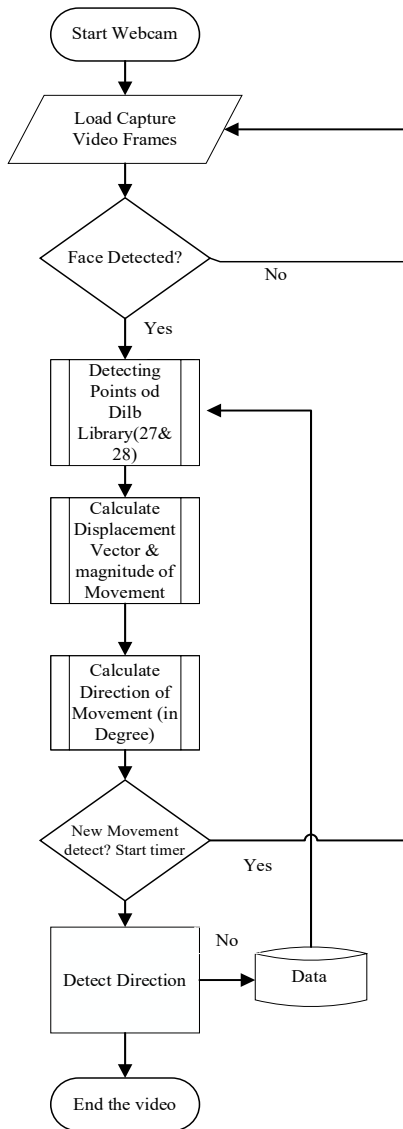 Start Webcam
Load Capture
Video Frames
Face Detected?
No
Yes
Detecting
Points od
Dilb
Library(27&
28)
Calculate
Displacement
Vector &
magnitude of
Movement
Calculate
Direction of
Movement (in
Degree)
New Movement
detect? Start timer
Yes
No
Detect Direction
Data
End the video